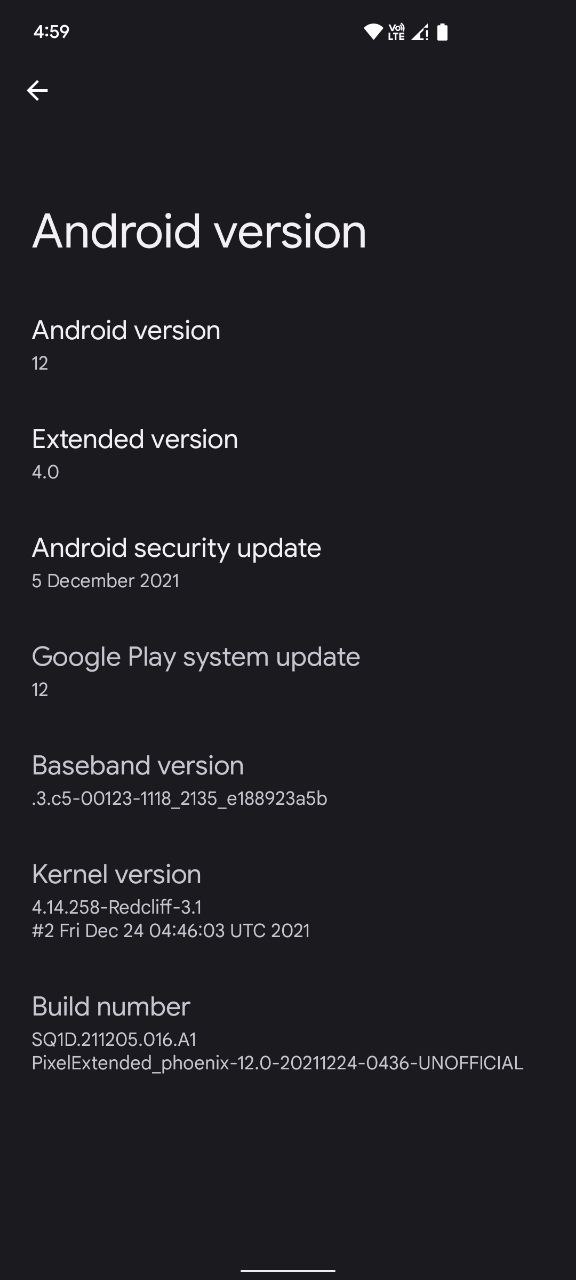 4:59
Vo))
LTE
Android version
Android version
12
Extended version
4.0
Android security update
5 December 2021
Google Play system update
12
Baseband version
.3.c5-00123-1118_2135_e188923a5b
Kernel version
4.14.258-Redcliff-3.1
#2 Fri Dec 24 04:46:03 UTC 2021
Build number
SQ1D.211205.016.A1
PixelExtended_phoenix-12.0-20211224-0436-UNOFFICIAL